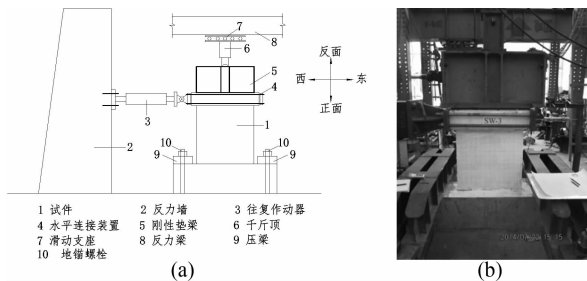 7
8
6
5
4
3
1
2
10
10
9
9
反面
西 东
正面
1 试件 2 反力墙 3 往复作动器
4 水平连接装置 5 刚性垫梁 6 千斤顶
7 滑动支座 8 反力梁 9 压梁
10 地锚螺栓
(a)
SW-3
(b)